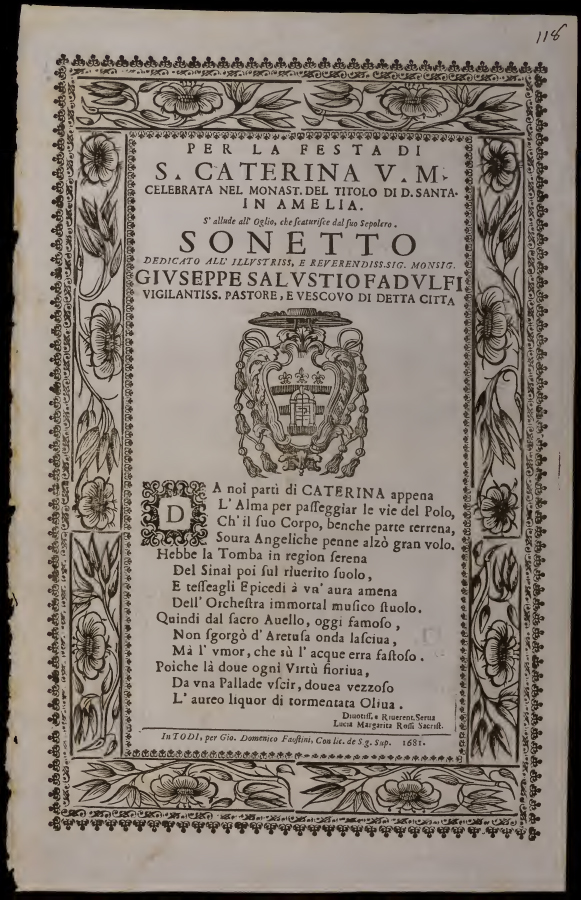 118
PER LA FESTA DI
S. CATERINA V. M.
CELEBRATA NEL MONAST. DEL TITOLO DI D. SANTA.
IN AMELIA.
S' allude all' Oglio, che scaturisce dal suo Sepolcro.
SONETTO
DEDICATO ALL' ILLVSTRISS, E REVERENDISS.SIG. MONSIG.
GIVSEPPE SALVSTIO FADVLFI
VIGILANTISS. PASTORE, E VESCOVO DI DETTA CITTA
DA noi parti di CATERINA appena
L' Alma per passeggiar le vie del Polo,
Ch' il suo Corpo, benche parte terrena,
Soura Angeliche penne alzò gran volo.
Hebbe la Tomba in region serena
Del Sinai poi sul riuerito suolo,
E tesseagli Epicedi à vn' aura amena
Dell' Orchestra immortal musico stuolo.
Quindi dal sacro Auello, oggi famoso,
Non sgorgò d' Aretusa onda lasciua,
Mà l' vmor, che sù l' acque erra fastoso.
Poiche là doue ogni Virtù fioriua,
Da vna Pallade vscir, douea vezzoso
L' aureo liquor di tormentata Oliua.
Diuotiss. e Riuerent. Serua
Lucia Margarita Rossi Sacrist.
In TODI, per Gio. Domenico Faostini, Con lic. de Sg. Sup. 1681.